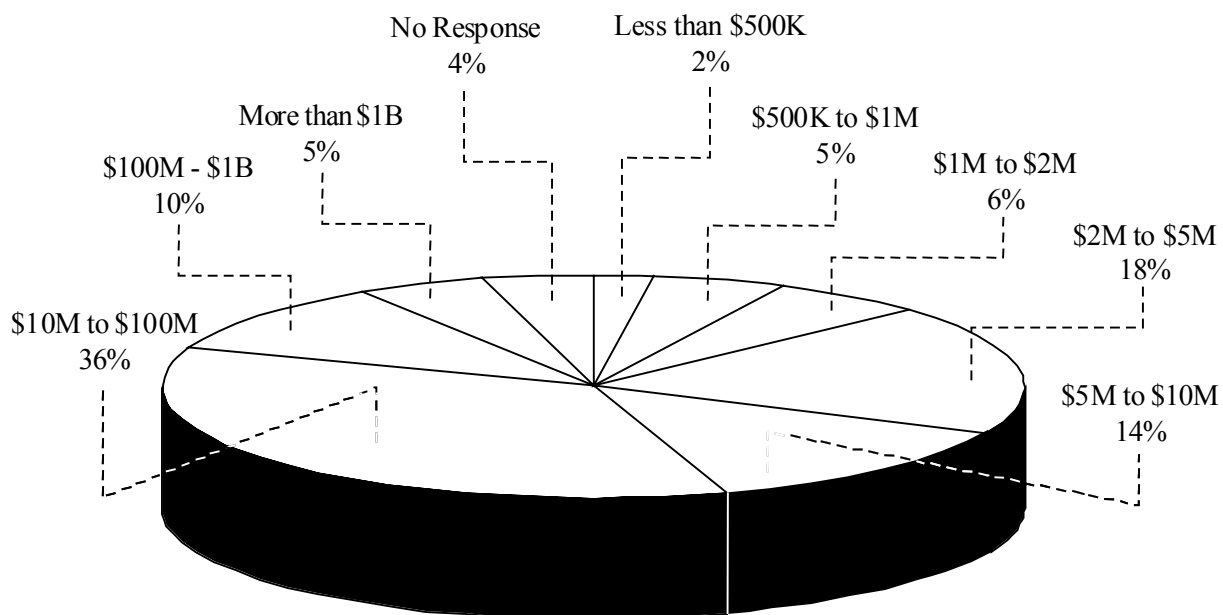 No Response
4%
Less than $500K
2%
More than $1B
5%
$500K to $1M
5%
$100M - $1B
10%
$1M to $2M
6%
$2M to $5M
18%
$10M to $100M
36%
$5M to $10M
14%